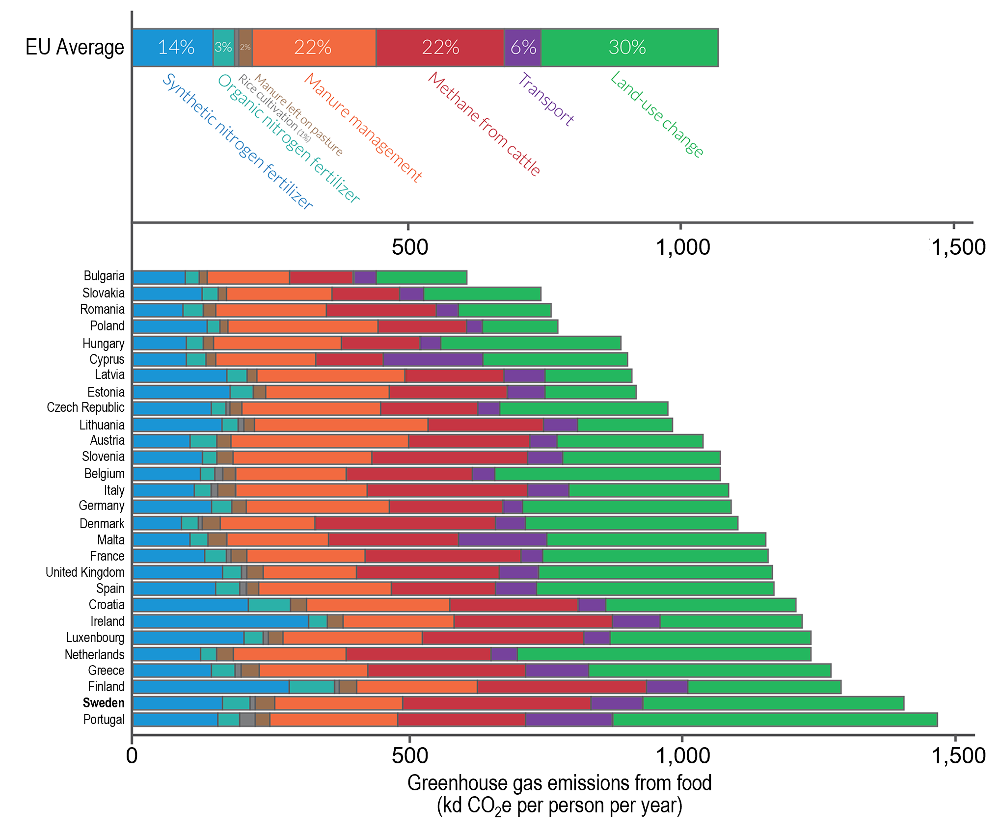 EU Average
14%
3%
2%
22%
22%
6%
30%
Synthetic nitrogen fertilizer
Organic nitrogen fertilizer
Rice cultivation (1%)
Manure left on pasture
Manure management
Methane from cattle
Transport
Land-use change
500
1,000
1,500
Bulgaria
Slovakia
Romania
Poland
Hungary
Cyprus
Latvia
Estonia
Czech Republic
Lithuania
Austria
Slovenia
Belgium
Italy
Germany
Denmark
Malta
France
United Kingdom
Spain
Croatia
Ireland
Luxenbourg
Netherlands
Greece
Finland
Sweden
Portugal
0
500
1,000
1,500
Greenhouse gas emissions from food
(kd CO₂e per person per year)